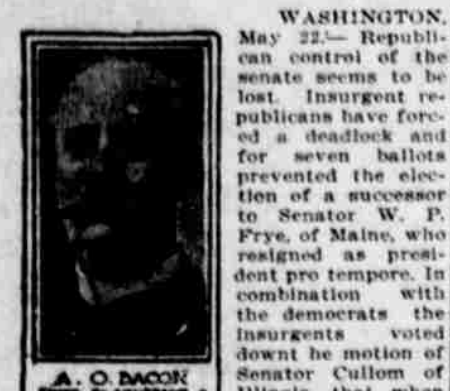 WASHINGTON,
May 22.— Republi-
can control of the
senate seems to be
lost. Insurgent re-
publicans have forc-
ed a deadlock and
for seven ballots
prevented the elec-
tion of a successor
to Senator W. P.
Frye, of Maine, who
resigned as presi-
dent pro tempore. In
combination with
the democrats the
insurgents voted
downt he motion of
Senator Cullom of
A. O. BACON